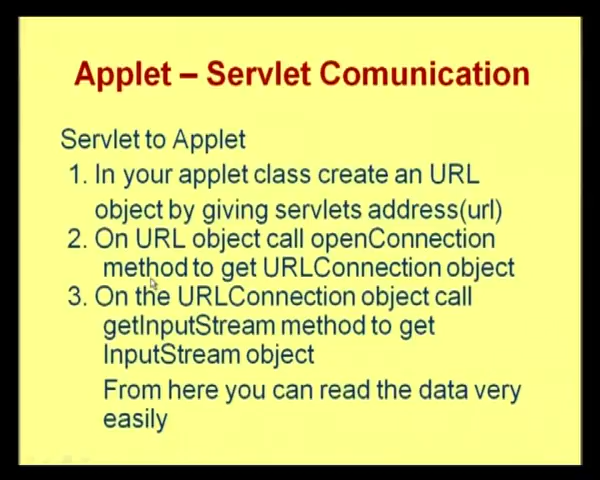 Applet – Servlet Comunication
Servlet to Applet
1. In your applet class create an URL
object by giving servlets address(url)
2. On URL object call openConnection
method to get URLConnection object
3. On the URLConnection object call
getInputStream method to get
InputStream object
From here you can read the data very
easily